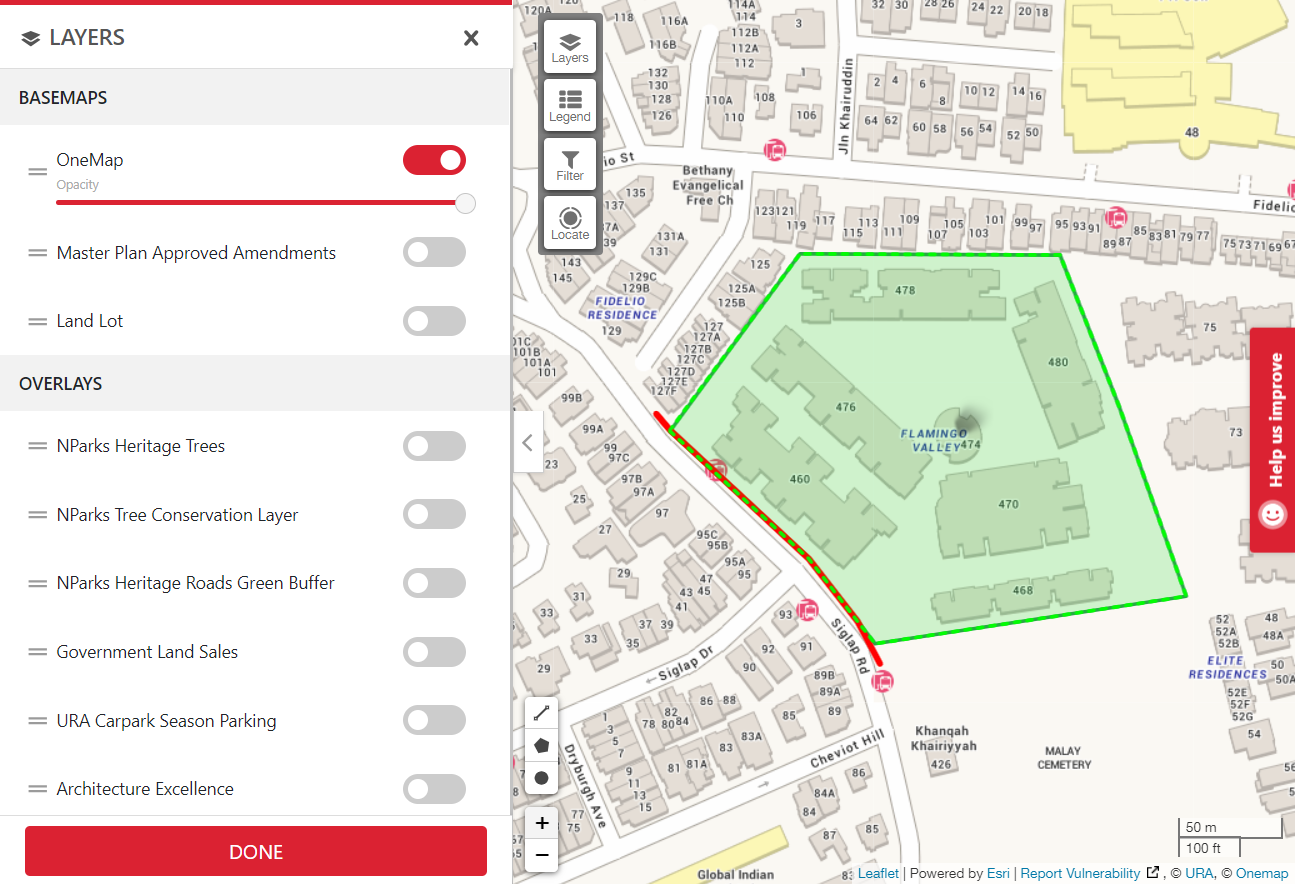 LAYERS
BASEMAPS
OneMap
Opacity
Master Plan Approved Amendments
Land Lot
OVERLAYS
NParks Heritage Trees
NParks Tree Conservation Layer
NParks Heritage Roads Green Buffer
Government Land Sales
URA Carpark Season Parking
Architecture Excellence
DONE
Layers
Legend
Filter
Locate
120A
118
116B
114A
114
112B
112A
112
3
32 30
28 26
24 22
20 18
132
130
128
126
110A
110
108
1
106
Jln Khairuddin
2 4
6
8
10 12
14 16
64 62
60 58
56 54
52 50
48
io St
Bethany
Evangelical
Free Ch
Fidelio
135
137
139
131A
131
143
145
129C
129B
FIDELIO
RESIDENCE
129
123 121
119
117
115
113
111
109
107
105
103
101
99 97
95 93 91
89 87
85
83 81 79 77
75 73 71 69 67
125
125A
125B
127
127A
127B
127C
127D
127E
127F
101C
101B
101A
101
99B
99A
99
97C
97B
97A
97
23
25
27
29
31
33
95C
95B
95A
95
47
43 45
41
37 39
35
33
29
478
480
476
FLAMINGO
VALLEY
474
460
470
468
75
73
93
Siglap Rd
Siglap Dr
92
91
90
89B
89A
89
86 88
82
78 80 84
83A
83
85
81 81A
1
3
5
7
9
11
13
15
77
75
Dryburgh Ave
Cheviot Hill
86
84A
84
87
85
Global Indian
Khanqah
Khairiyyah
426
MALAY
CEMETERY
52
52A
52B
ELITE
RESIDENCES
52E
52F
52G
48
48A
50
50A
54
56
Help us improve
+
−
50 m
100 ft
Leaflet | Powered by Esri | Report Vulnerability , © URA, © Onemap